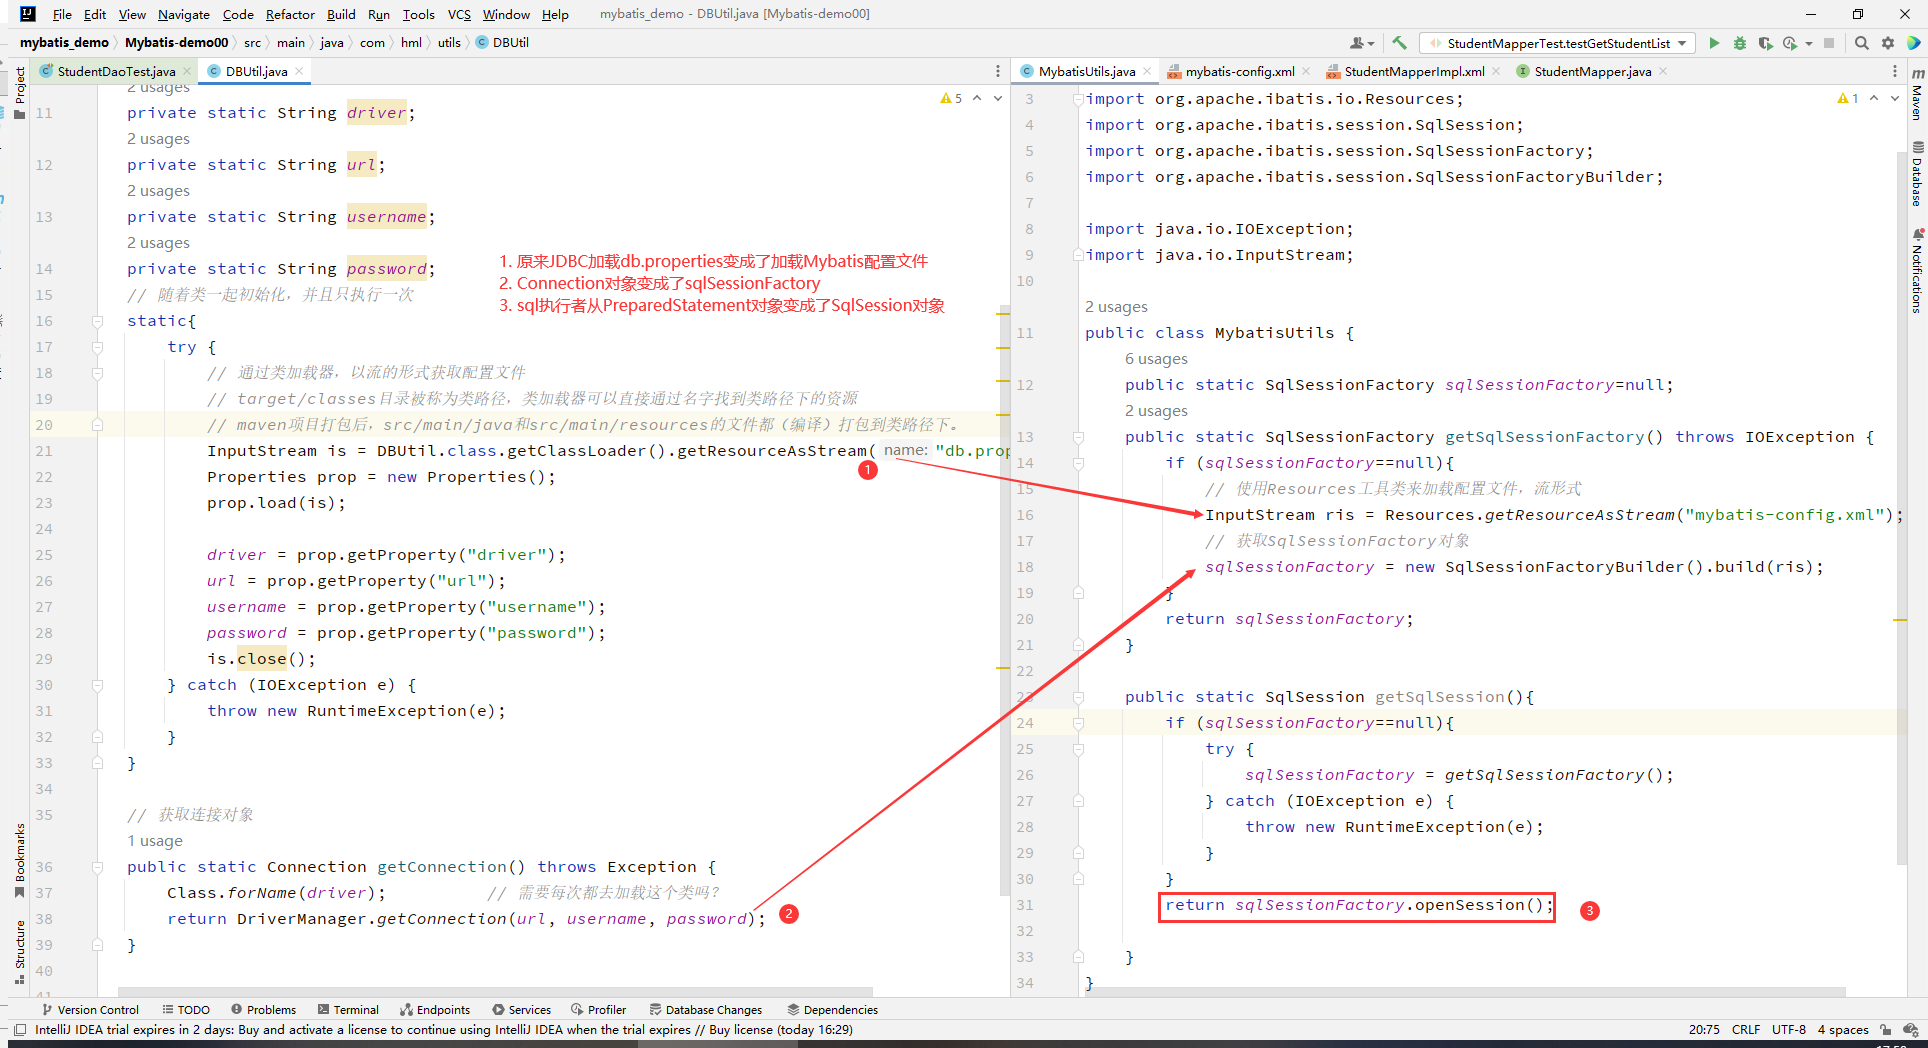 File Edit View Navigate Code Refactor Build Run Tools VCS Window Help mybatis_demo - DBUtil.java [Mybatis-demo00]
mybatis_demo Mybatis-demo00 src main java com hml utils DBUtil StudentMapperTest.testGetStudentList
Project
StudentDaoTest.java DBUtil.java
2 usages
11 private static String driver;
2 usages
12 private static String url;
2 usages
13 private static String username;
2 usages
14 private static String password;
15 // 随着类一起初始化，并且只执行一次
16 static{
17 try {
18 // 通过类加载器，以流的形式获取配置文件
19 // target/classes目录被称为类路径，类加载器可以直接通过名字找到类路径下的资源
20 // maven项目打包后，src/main/java和src/main/resources的文件都（编译）打包到类路径下。
21 InputStream is = DBUtil.class.getClassLoader().getResourceAsStream( name: "db.prop
22 Properties prop = new Properties();
23 prop.load(is);
24
25 driver = prop.getProperty("driver");
26 url = prop.getProperty("url");
27 username = prop.getProperty("username");
28 password = prop.getProperty("password");
29 is.close();
30 } catch (IOException e) {
31 throw new RuntimeException(e);
32 }
33 }
34
35 // 获取连接对象
1 usage
36 public static Connection getConnection() throws Exception {
37 Class.forName(driver); // 需要每次都去加载这个类吗？
38 return DriverManager.getConnection(url, username, password);
39 }
40
41
5
1. 原来JDBC加载db.properties变成了加载Mybatis配置文件
2. Connection对象变成了sqlSessionFactory
3. sql执行者从PreparedStatement对象变成了SqlSession对象
1
2
MybatisUtils.java mybatis-config.xml StudentMapperImpl.xml StudentMapper.java
1
3 import org.apache.ibatis.io.Resources;
4 import org.apache.ibatis.session.SqlSession;
5 import org.apache.ibatis.session.SqlSessionFactory;
6 import org.apache.ibatis.session.SqlSessionFactoryBuilder;
7
8 import java.io.IOException;
9 import java.io.InputStream;
10
2 usages
11 public class MybatisUtils {
6 usages
12 public static SqlSessionFactory sqlSessionFactory=null;
2 usages
13 public static SqlSessionFactory getSqlSessionFactory() throws IOException {
14 if (sqlSessionFactory==null){
15 // 使用Resources工具类来加载配置文件，流形式
16 InputStream ris = Resources.getResourceAsStream("mybatis-config.xml");
17 // 获取SqlSessionFactory对象
18 sqlSessionFactory = new SqlSessionFactoryBuilder().build(ris);
19 }
20 return sqlSessionFactory;
21 }
22
23 public static SqlSession getSqlSession(){
24 if (sqlSessionFactory==null){
25 try {
26 sqlSessionFactory = getSqlSessionFactory();
27 } catch (IOException e) {
28 throw new RuntimeException(e);
29 }
30 }
31 return sqlSessionFactory.openSession();
3
32
33 }
34 }
Maven
Database
Notifications
Bookmarks
Structure
Version Control TODO Problems Terminal Endpoints Services Profiler Database Changes Dependencies
IntelliJ IDEA trial expires in 2 days: Buy and activate a license to continue using IntelliJ IDEA when the trial expires // Buy license (today 16:29) 20:75 CRLF UTF-8 4 spaces